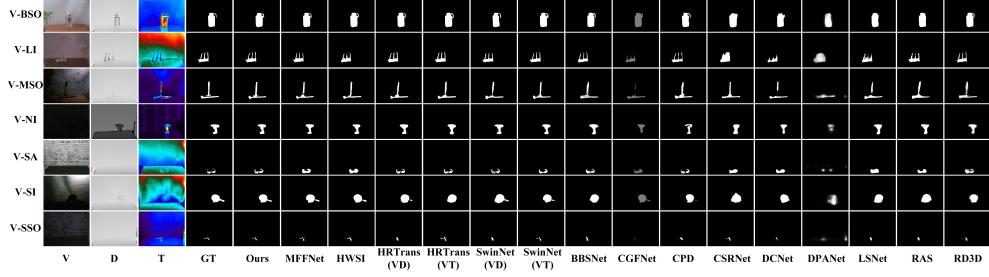 V-BSO
V-LI
V-MSO
V-NI
V-SA
V-SI
V-SSO
V D T GT Ours MFFNet HWSI HRTrans (VD) HRTrans (VT) SwinNet (VD) SwinNet (VT) BBSNet CGFNet CPD CSRNet DCNet DPANet LSNet RAS RD3D